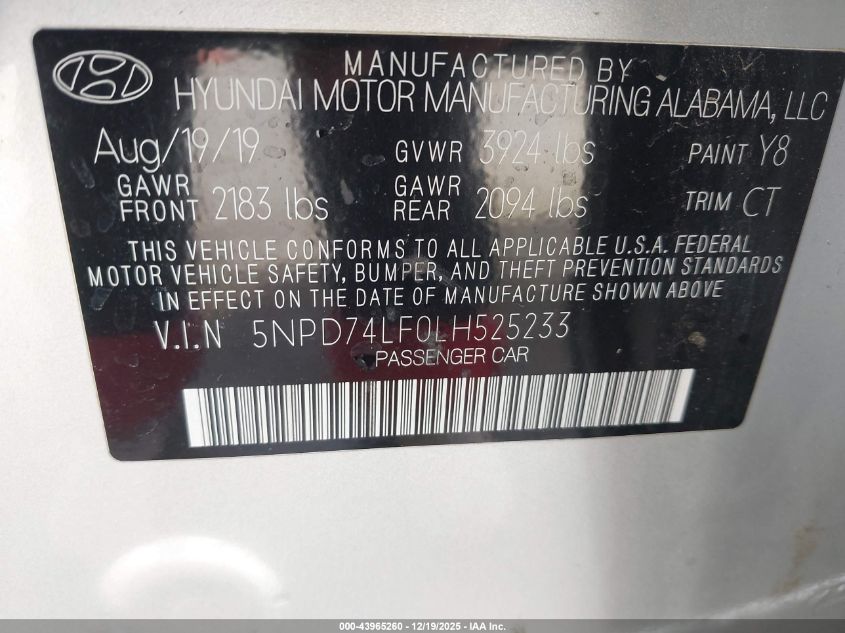 MANUFACTURED BY
HYUNDAI MOTOR MANUFACTURING ALABAMA, LLC
Aug/19/19 GVWR 3924 lbs PAINT Y8
GAWR FRONT 2183 lbs GAWR REAR 2094 lbs TRIM CT
THIS VEHICLE CONFORMS TO ALL APPLICABLE U.S.A. FEDERAL
MOTOR VEHICLE SAFETY, BUMPER, AND THEFT PREVENTION STANDARDS
IN EFFECT ON THE DATE OF MANUFACTURE SHOWN ABOVE
V.I.N 5NPD74LF0LH525233
PASSENGER CAR
000-43965260 - 12/19/2025 - IAA Inc.